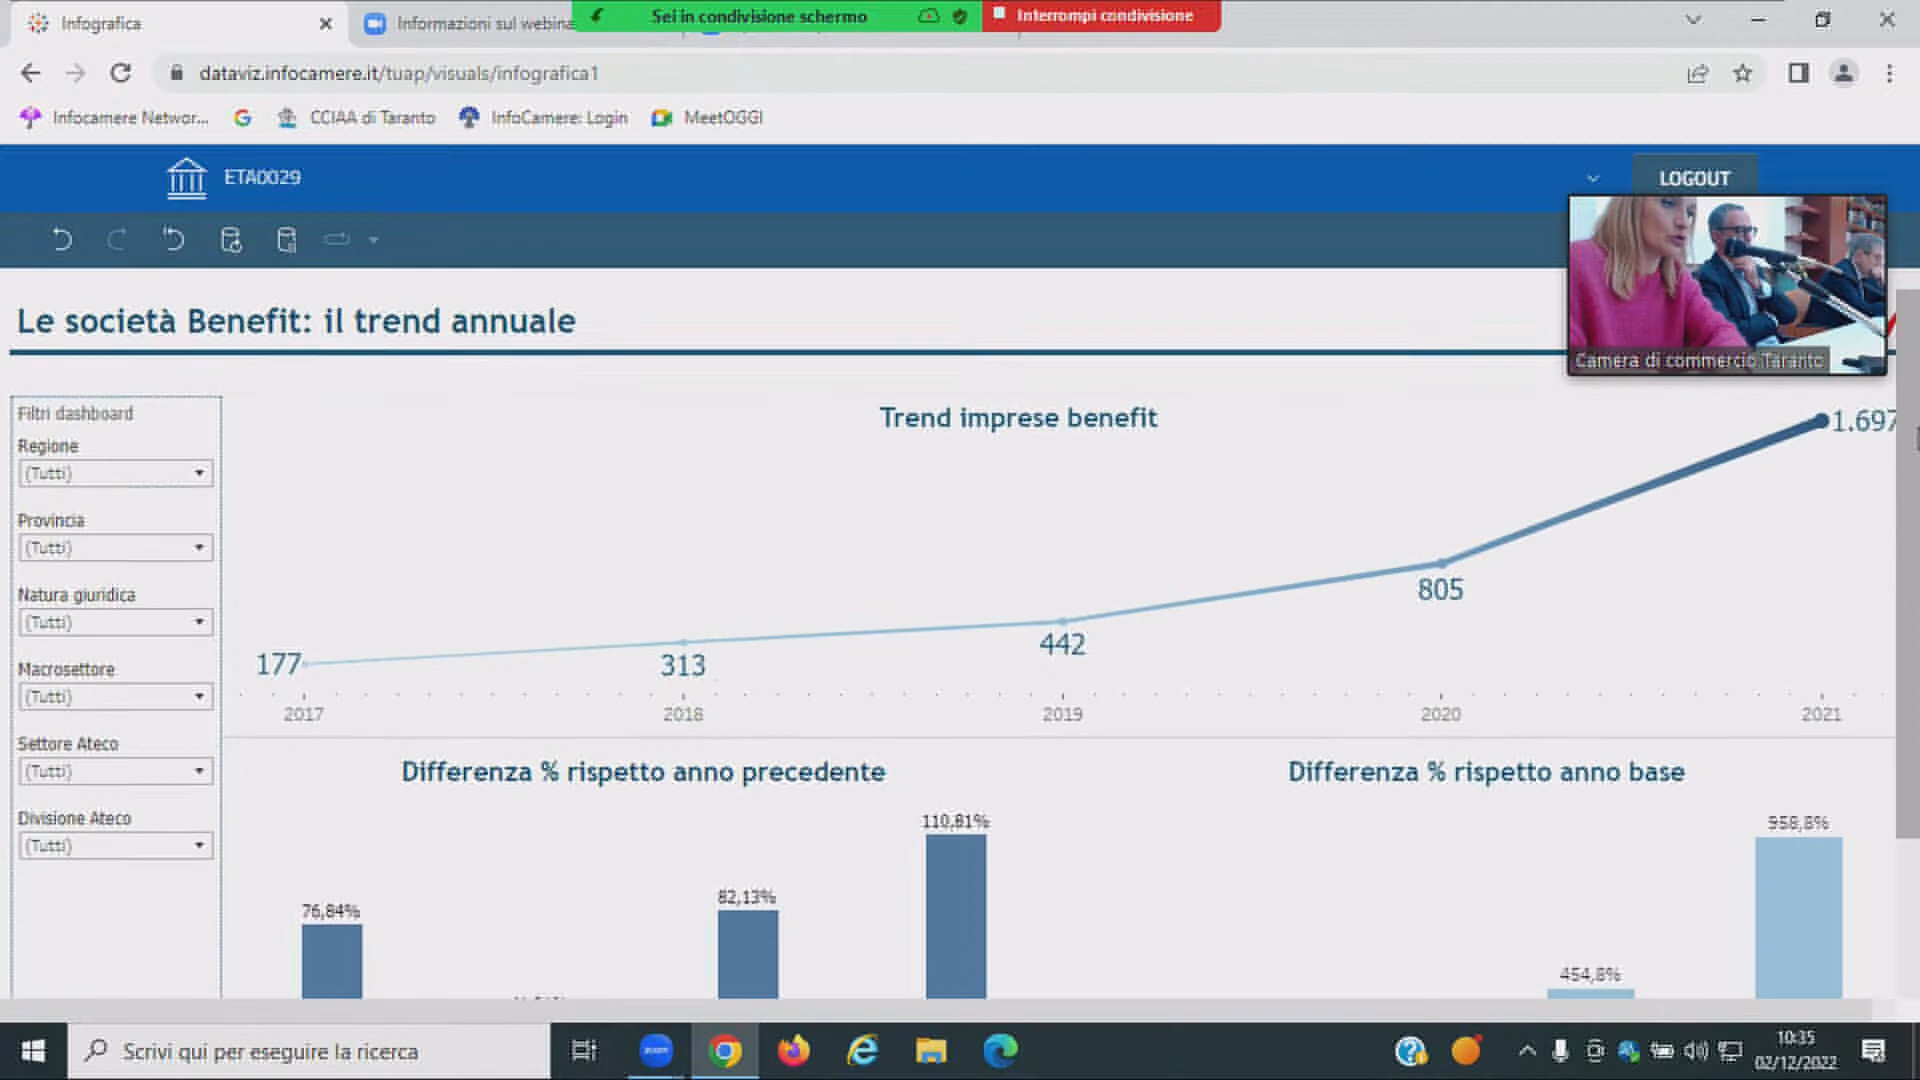 Infografica
Informazioni sul webina
Sei in condivisione schermo
Interrompi condivisione
dataviz.infocamere.it/tuap/visuals/infografica1
Infocamere Networ...
CCIAA di Taranto
InfoCamere: Login
MeetOGGI
ETA0029
LOGOUT
Camera di commercio Taranto
Le società Benefit: il trend annuale
Filtri dashboard
Regione
(Tutti)
Provincia
(Tutti)
Natura giuridica
(Tutti)
Macrosettore
(Tutti)
Settore Ateco
(Tutti)
Divisione Ateco
(Tutti)
Trend imprese benefit
1.697
805
442
313
177
2017
2018
2019
2020
2021
Differenza % rispetto anno precedente
76,84%
82,13%
110,81%
Differenza % rispetto anno base
454,8%
958,8%
Scrivi qui per eseguire la ricerca
zoom
10:35
02/12/2022